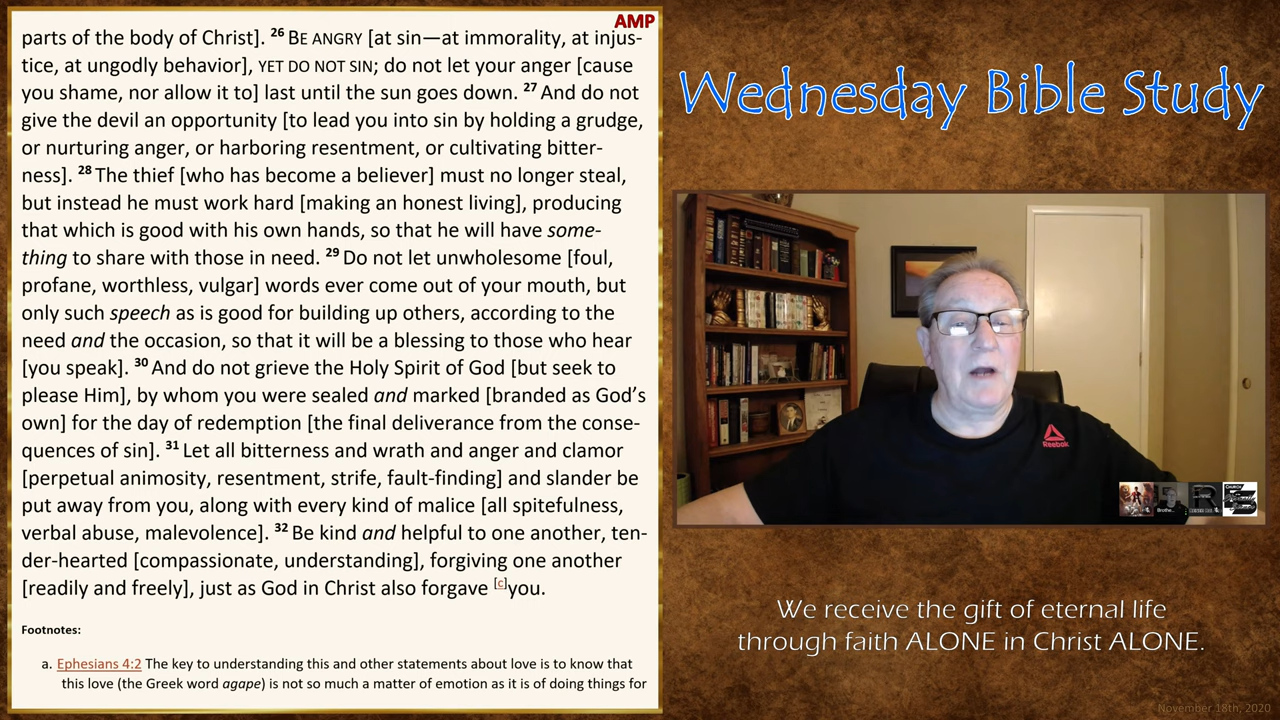 AMP
parts of the body of Christ]. 26 BE ANGRY [at sin—at immorality, at injus-
tice, at ungodly behavior], YET DO NOT SIN; do not let your anger [cause
you shame, nor allow it to] last until the sun goes down. 27 And do not
give the devil an opportunity [to lead you into sin by holding a grudge,
or nurturing anger, or harboring resentment, or cultivating bitter-
ness]. 28 The thief [who has become a believer] must no longer steal,
but instead he must work hard [making an honest living], producing
that which is good with his own hands, so that he will have some-
thing to share with those in need. 29 Do not let unwholesome [foul,
profane, worthless, vulgar] words ever come out of your mouth, but
only such speech as is good for building up others, according to the
need and the occasion, so that it will be a blessing to those who hear
[you speak]. 30 And do not grieve the Holy Spirit of God [but seek to
please Him], by whom you were sealed and marked [branded as God's
own] for the day of redemption [the final deliverance from the conse-
quences of sin]. 31 Let all bitterness and wrath and anger and clamor
[perpetual animosity, resentment, strife, fault-finding] and slander be
put away from you, along with every kind of malice [all spitefulness,
verbal abuse, malevolence]. 32 Be kind and helpful to one another, ten-
der-hearted [compassionate, understanding], forgiving one another
[readily and freely], just as God in Christ also forgave [c]you.
Footnotes:
a. Ephesians 4:2 The key to understanding this and other statements about love is to know that
this love (the Greek word agape) is not so much a matter of emotion as it is of doing things for
Wednesday Bible Study
Reebok
Brothe...
We receive the gift of eternal life
through faith ALONE in Christ ALONE.
November 18th, 2020